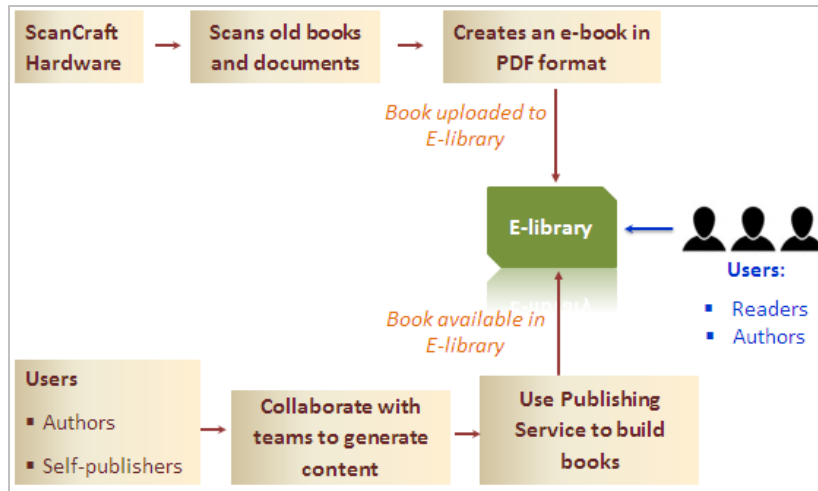 ScanCraft
Hardware
Scans old books
and documents
Creates an e-book in
PDF format
Book uploaded to
E-library
E-library
Users:
▪ Readers
▪ Authors
Book available in
E-library
Users
▪ Authors
▪ Self-publishers
Collaborate with
teams to generate
content
Use Publishing
Service to build
books